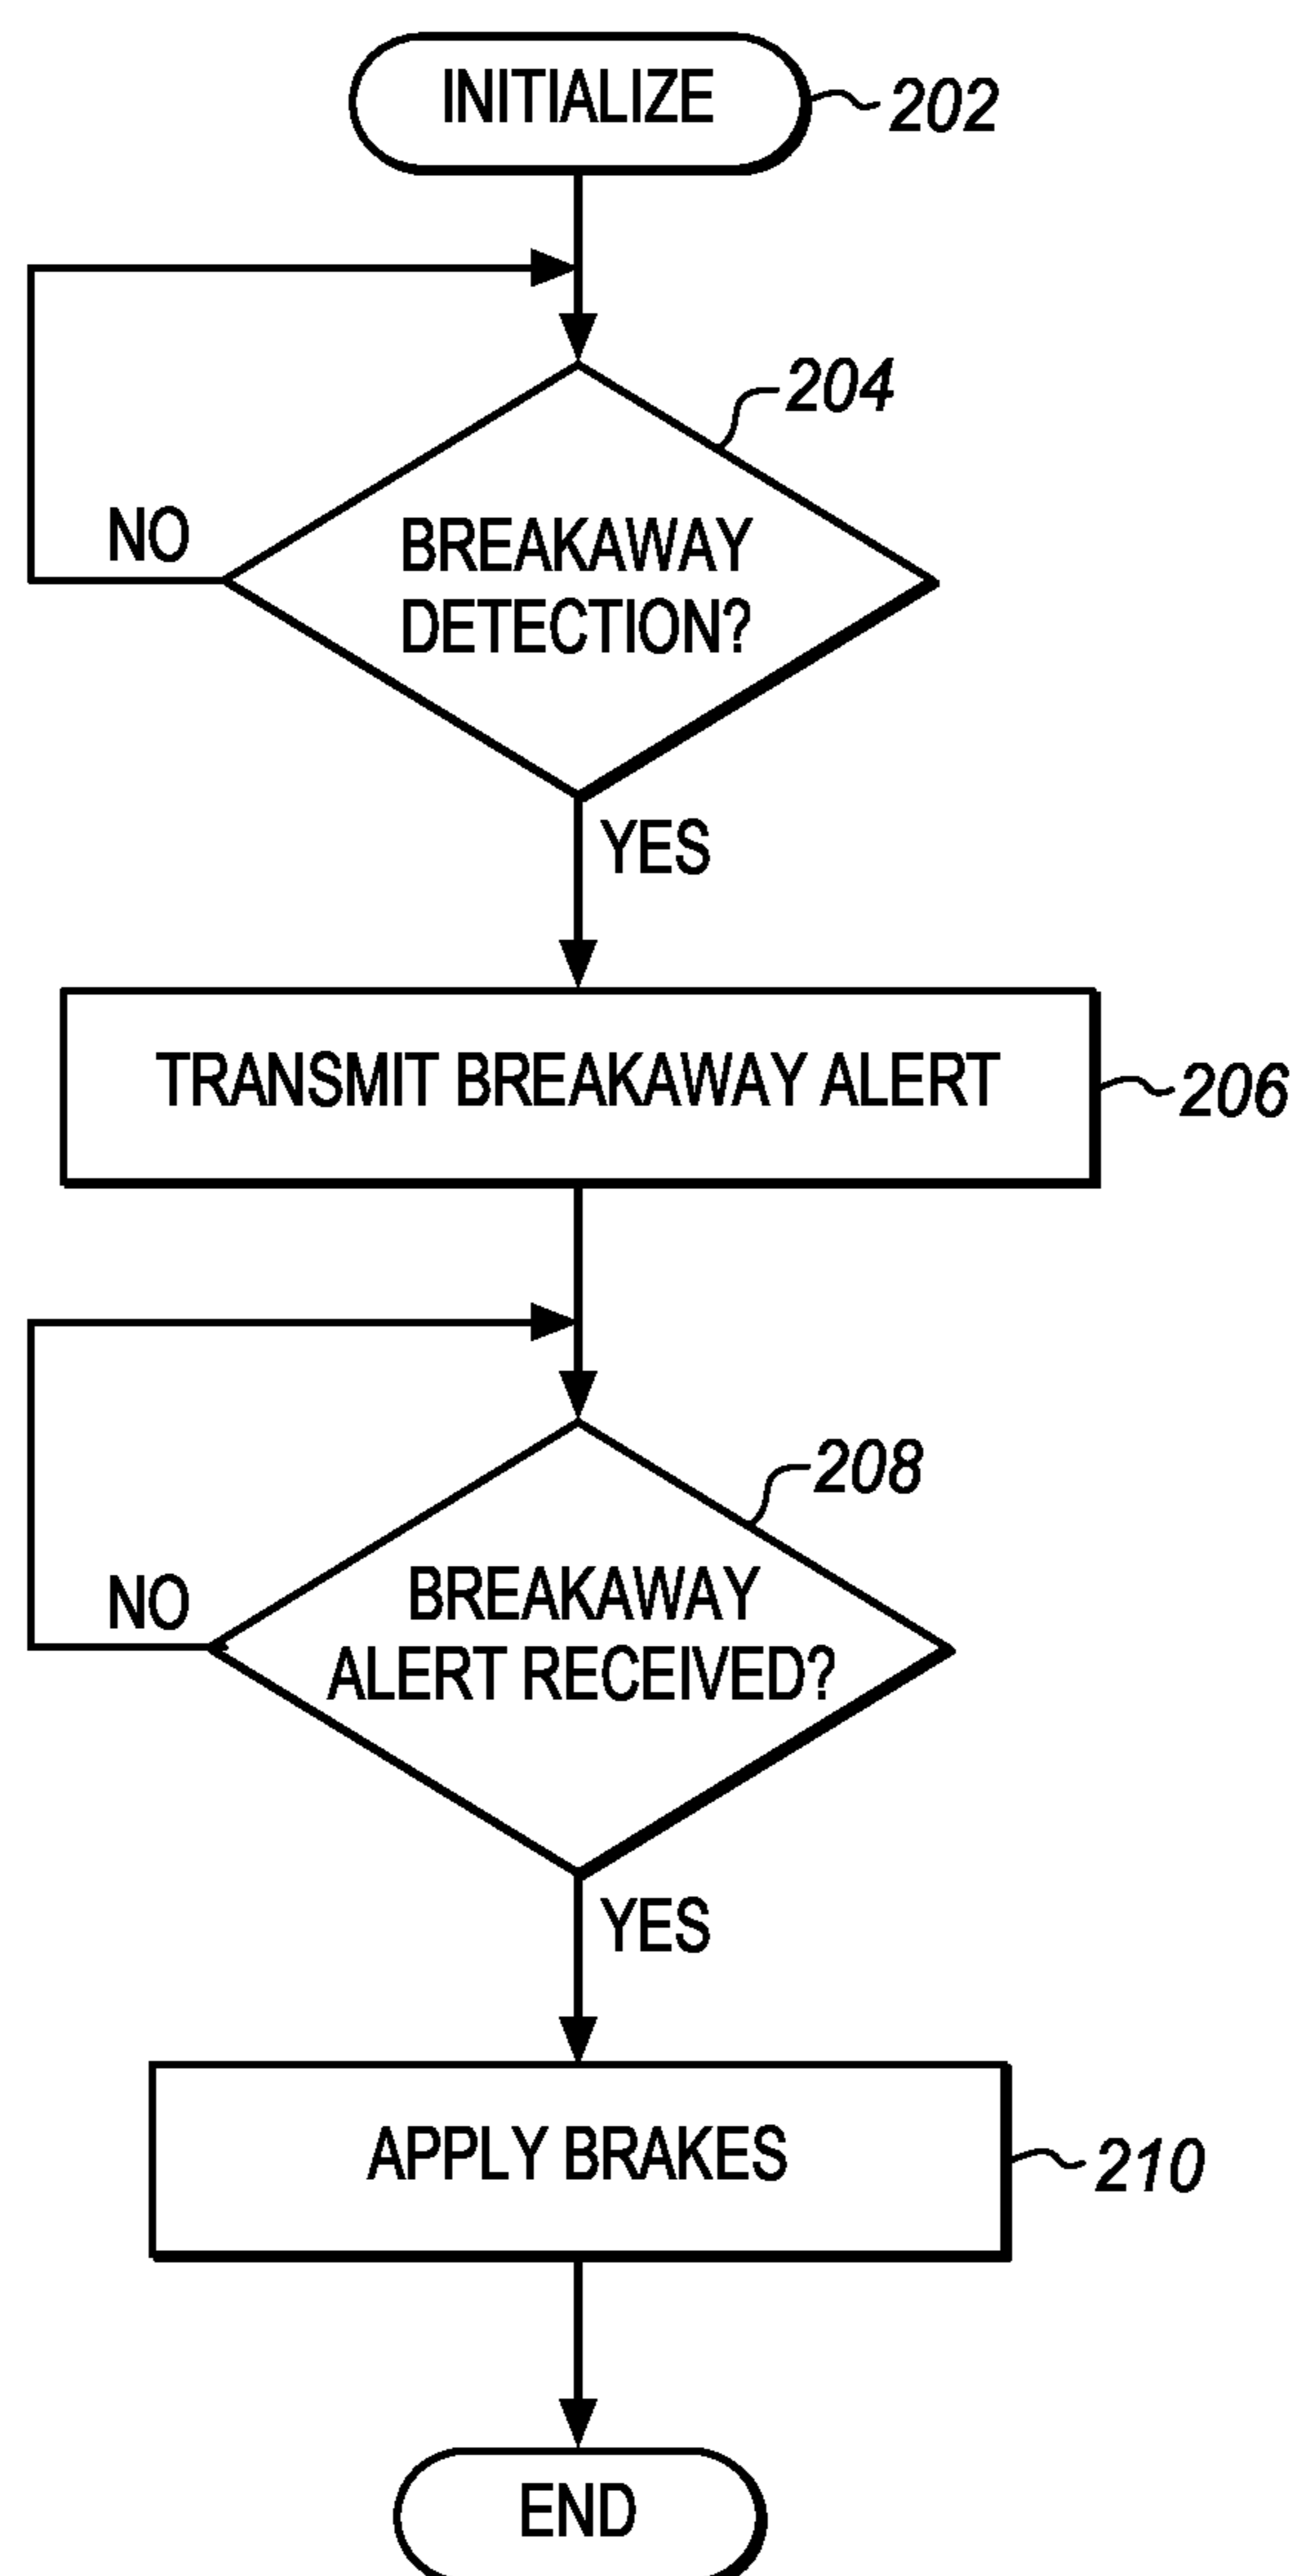 INITIALIZE
202
204
BREAKAWAY
DETECTION?
NO
YES
TRANSMIT BREAKAWAY ALERT
206
208
BREAKAWAY
ALERT RECEIVED?
NO
YES
APPLY BRAKES
210
END